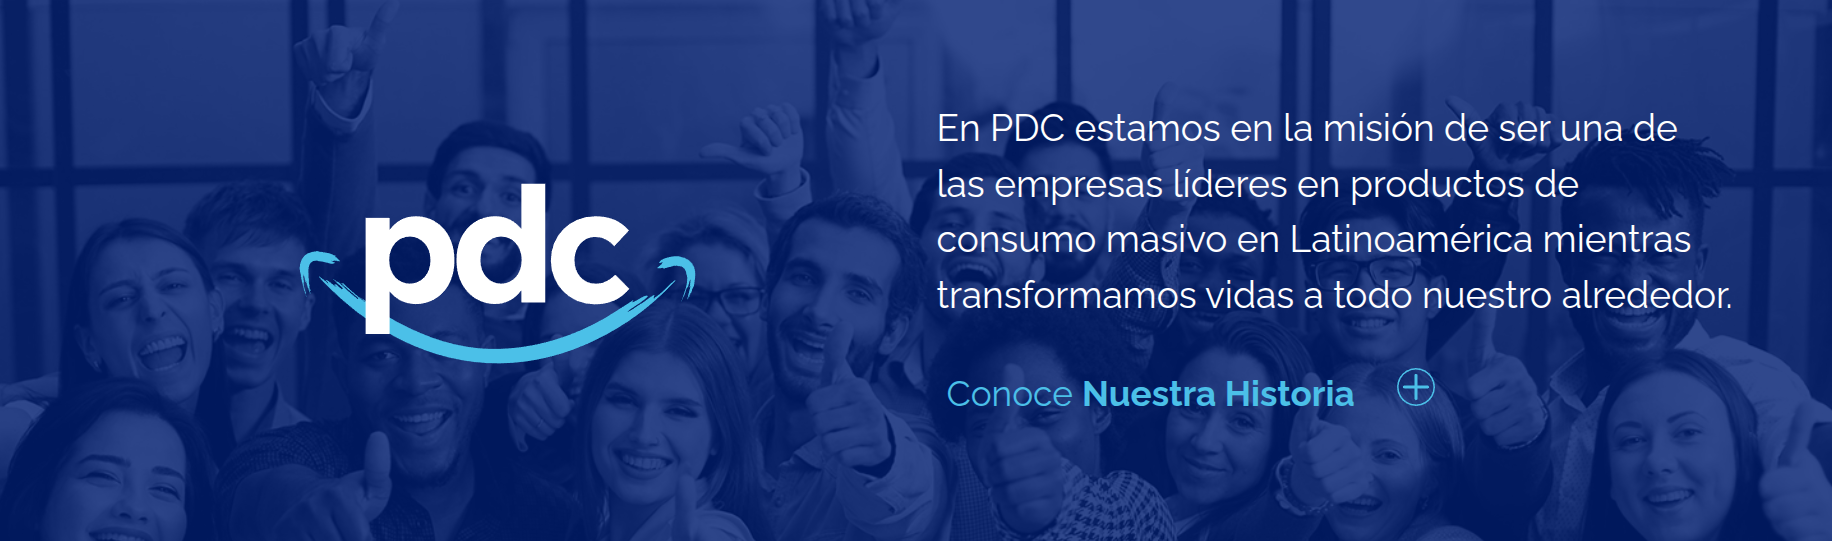 pdc
En PDC estamos en la misión de ser una de
las empresas líderes en productos de
consumo masivo en Latinoamérica mientras
transformamos vidas a todo nuestro alrededor.
Conoce Nuestra Historia